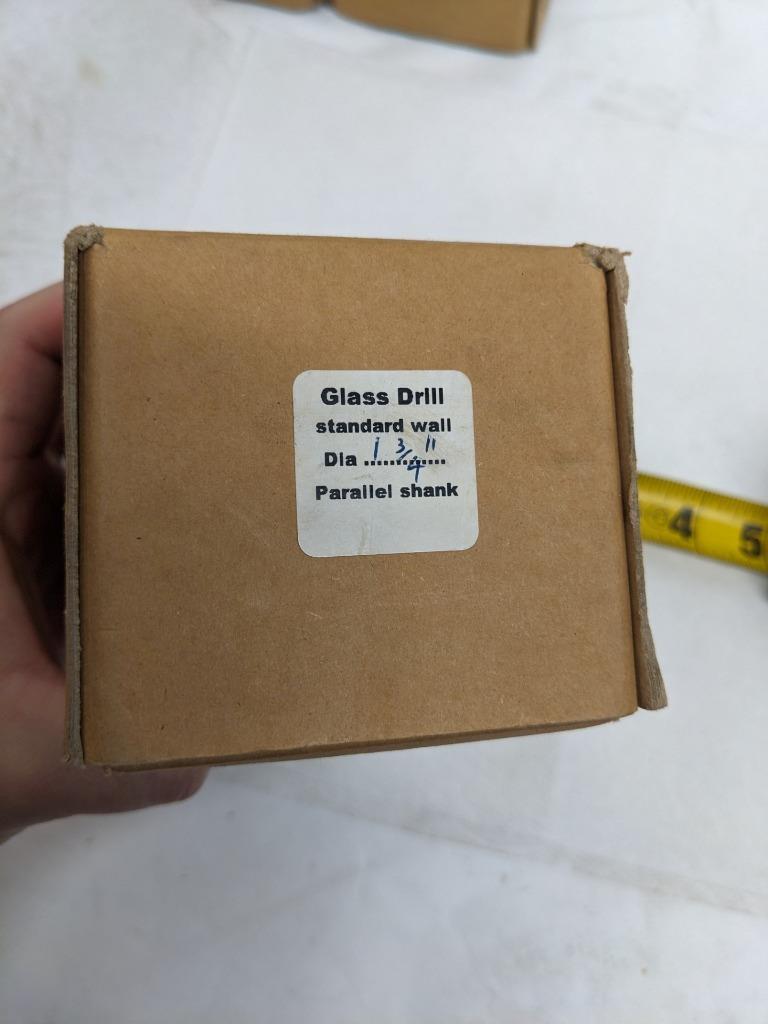 Glass Drill
standard wall
Dia ............. 1 3/4"
Parallel shank
4 5